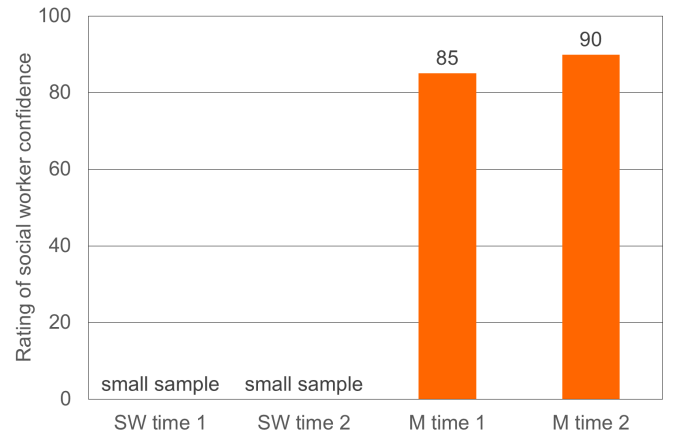 Rating of social worker confidence
100
80
60
40
20
0
85
90
small sample
small sample
SW time 1
SW time 2
M time 1
M time 2